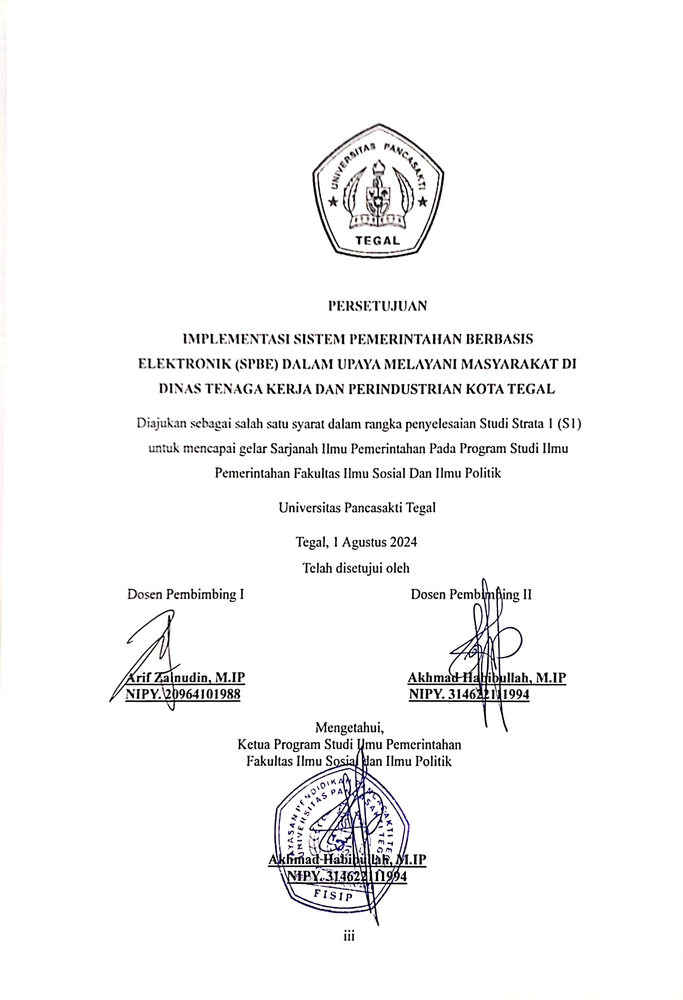 UNIVERSITAS PANCASAKTI
TEGAL
PERSETUJUAN
IMPLEMENTASI SISTEM PEMERINTAHAN BERBASIS
ELEKTRONIK (SPBE) DALAM UPAYA MELAYANI MASYARAKAT DI
DINAS TENAGA KERJA DAN PERINDUSTRIAN KOTA TEGAL
Diajukan sebagai salah satu syarat dalam rangka penyelesaian Studi Strata 1 (S1)
untuk mencapai gelar Sarjanah Ilmu Pemerintahan Pada Program Studi Ilmu
Pemerintahan Fakultas Ilmu Sosial Dan Ilmu Politik
Universitas Pancasakti Tegal
Tegal, 1 Agustus 2024
Telah disetujui oleh
Dosen Pembimbing I
Dosen Pembimbing II
Arif Zainudin, M.IP
NIPY. 20964101988
Akhmad Habibullah, M.IP
NIPY. 314622111994
Mengetahui,
Ketua Program Studi Ilmu Pemerintahan
Fakultas Ilmu Sosial dan Ilmu Politik
YAYASAN PENDIDIKAN PANCASAKTI TEGAL
UNIVERSITAS PANCASAKTI TEGAL
Akhmad Habibullah, M.IP
NIPY. 314622111994
FISIP
iii